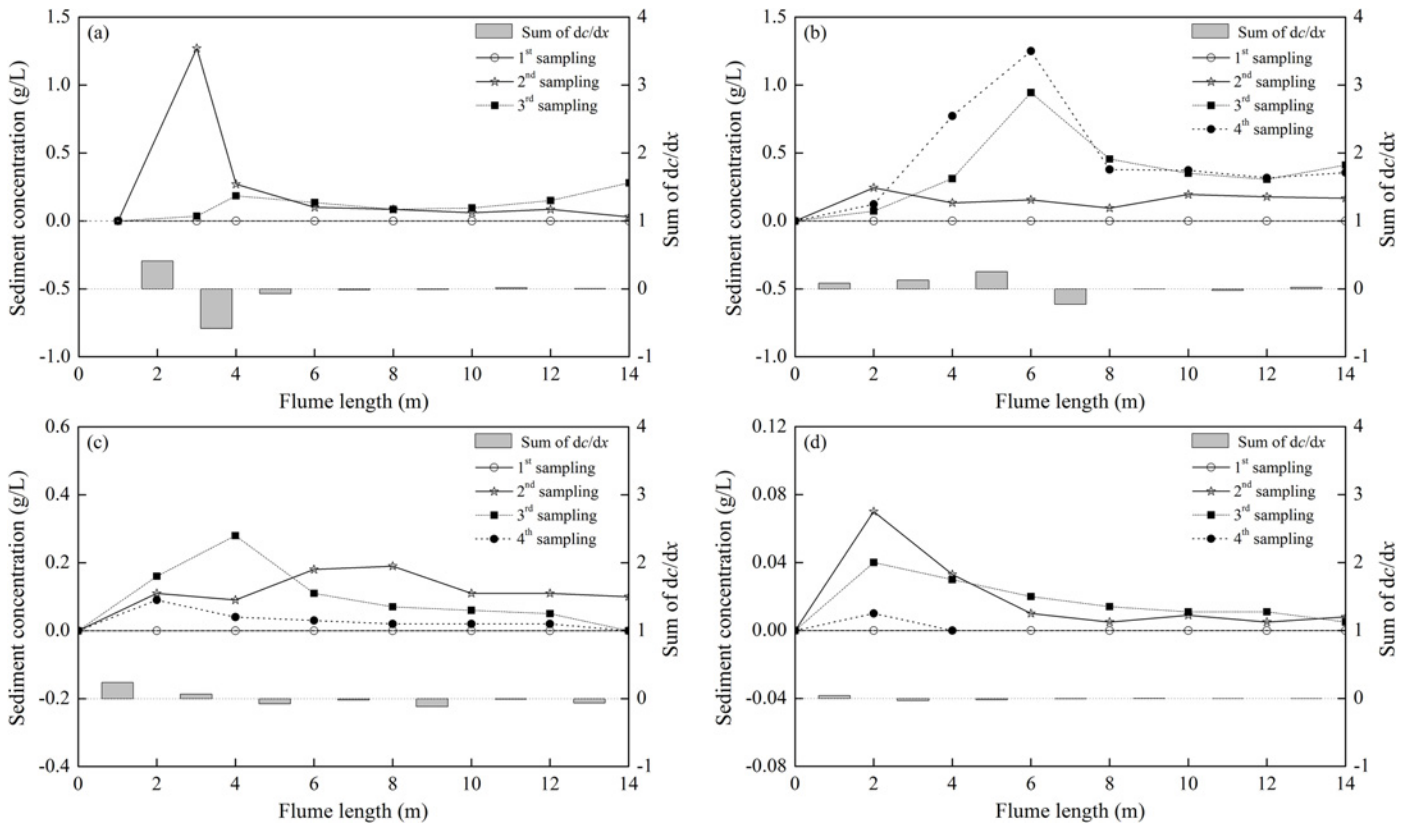 (a)
Sum of dc/dx
1st sampling
2nd sampling
3rd sampling
1.5
1.0
0.5
0.0
-0.5
-1.0
Sediment concentration (g/L)
4
3
2
1
0
-1
Sum of dc/dx
0 2 4 6 8 10 12 14
Flume length (m)
(b)
Sum of dc/dx
1st sampling
2nd sampling
3rd sampling
4th sampling
1.5
1.0
0.5
0.0
-0.5
-1.0
Sediment concentration (g/L)
4
3
2
1
0
-1
Sum of dc/dx
0 2 4 6 8 10 12 14
Flume length (m)
(c)
Sum of dc/dx
1st sampling
2nd sampling
3rd sampling
4th sampling
0.6
0.4
0.2
0.0
-0.2
-0.4
Sediment concentration (g/L)
4
3
2
1
0
-1
Sum of dc/dx
0 2 4 6 8 10 12 14
Flume length (m)
(d)
Sum of dc/dx
1st sampling
2nd sampling
3rd sampling
4th sampling
0.12
0.08
0.04
0.00
-0.04
-0.08
Sediment concentration (g/L)
4
3
2
1
0
-1
Sum of dc/dx
0 2 4 6 8 10 12 14
Flume length (m)